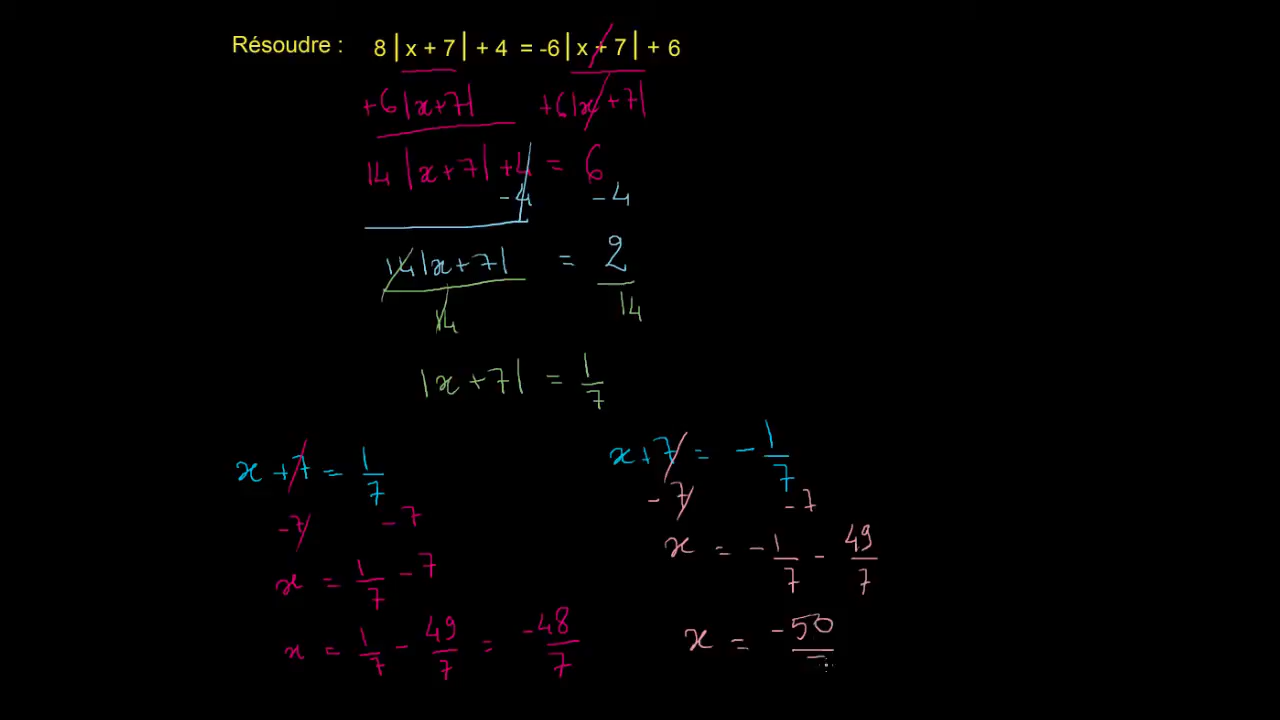 Résoudre : 8|x + 7| + 4 = -6|x + 7| + 6
+6|x+7| +6|x+7|
14|x+7| +4 = 6
-4 -4
14|x+7| = 2
14 14
|x+7| = 1/7
x+7 = 1/7 x+7 = -1/7
-7 -7 -7 -7
x = 1/7 - 7 x = -1/7 - 49/7
x = 1/7 - 49/7 = -48/7 x = -50